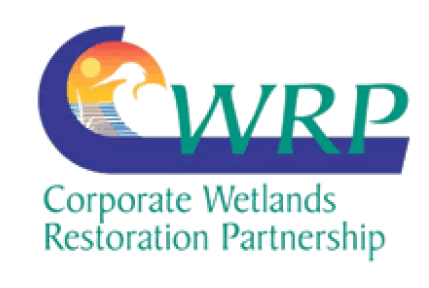 CWRP
Corporate Wetlands
Restoration Partnership